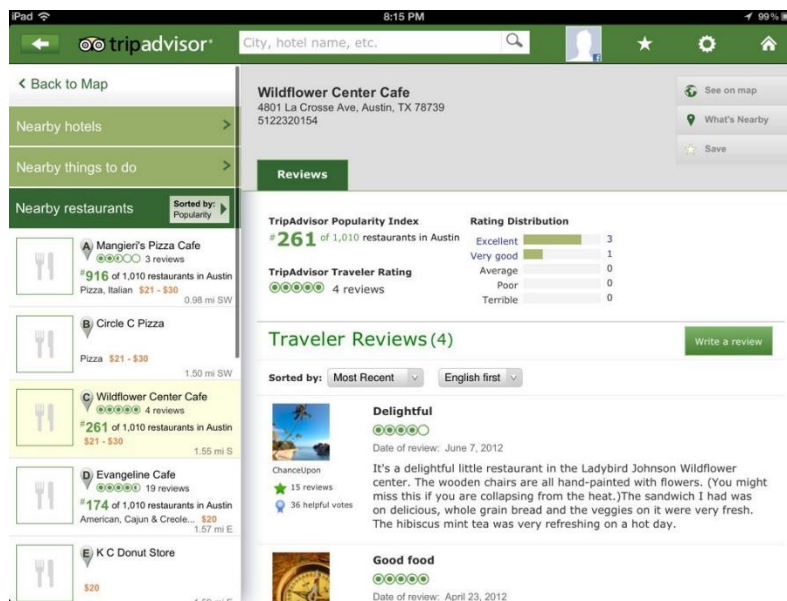 iPad
8:15 PM
99%
tripadvisor®
City, hotel name, etc.
Back to Map
Nearby hotels
Nearby things to do
Nearby restaurants
Sorted by:
Popularity
A Mangieri's Pizza Cafe
3 reviews
#916 of 1,010 restaurants in Austin
Pizza, Italian $21 - $30
0.98 mi SW
B Circle C Pizza
Pizza $21 - $30
1.50 mi SW
C Wildflower Center Cafe
4 reviews
#261 of 1,010 restaurants in Austin
$21 - $30
1.55 mi S
D Evangeline Cafe
19 reviews
#174 of 1,010 restaurants in Austin
American, Cajun & Creole... $20
1.57 mi E
E K C Donut Store
$20
Wildflower Center Cafe
4801 La Crosse Ave, Austin, TX 78739
5122320154
See on map
What's Nearby
Save
Reviews
TripAdvisor Popularity Index
#261 of 1,010 restaurants in Austin
TripAdvisor Traveler Rating
4 reviews
Rating Distribution
Excellent 3
Very good 1
Average 0
Poor 0
Terrible 0
Traveler Reviews (4)
Write a review
Sorted by: Most Recent English first
ChanceUpon
15 reviews
36 helpful votes
Delightful
Date of review: June 7, 2012
It's a delightful little restaurant in the Ladybird Johnson Wildflower
center. The wooden chairs are all hand-painted with flowers. (You might
miss this if you are collapsing from the heat.)The sandwich I had was
on delicious, whole grain bread and the veggies on it were very fresh.
The hibiscus mint tea was very refreshing on a hot day.
Good food
Date of review: April 23, 2012